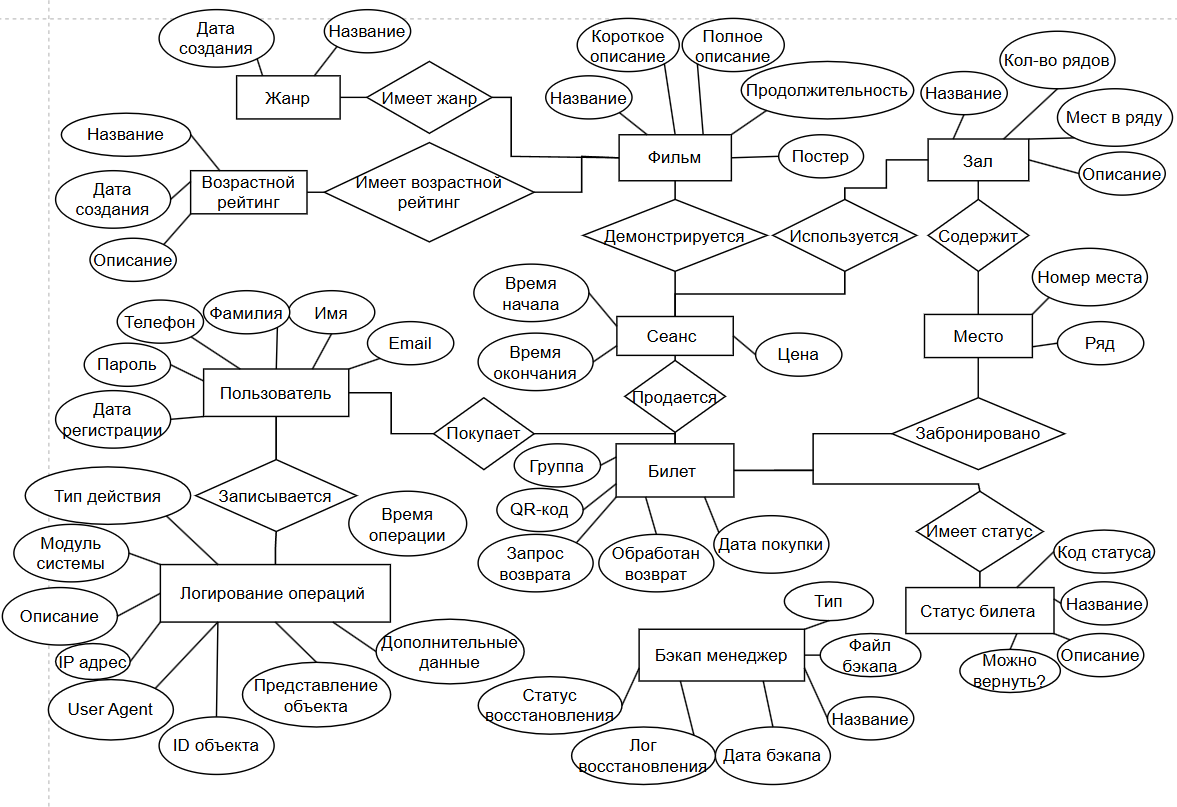 Дата
создания
Название
Жанр
Имеет жанр
Короткое
описание
Полное
описание
Название
Продолжительность
Фильм
Постер
Кол-во рядов
Название
Мест в ряду
Зал
Описание
Название
Дата
создания
Возрастной
рейтинг
Описание
Имеет возрастной
рейтинг
Демонстрируется
Используется
Содержит
Время
начала
Время
окончания
Сеанс
Цена
Номер места
Место
Ряд
Телефон
Фамилия
Имя
Email
Пароль
Пользователь
Дата
регистрации
Продается
Покупает
Забронировано
Группа
Билет
QR-код
Запрос
возврата
Обработан
возврат
Дата покупки
Тип действия
Записывается
Время
операции
Модуль
системы
Логирование операций
Описание
IP адрес
User Agent
ID объекта
Представление
объекта
Дополнительные
данные
Имеет статус
Код статуса
Статус билета
Название
Описание
Можно
вернуть?
Тип
Бэкап менеджер
Файл
бэкапа
Статус
восстановления
Название
Лог
восстановления
Дата бэкапа